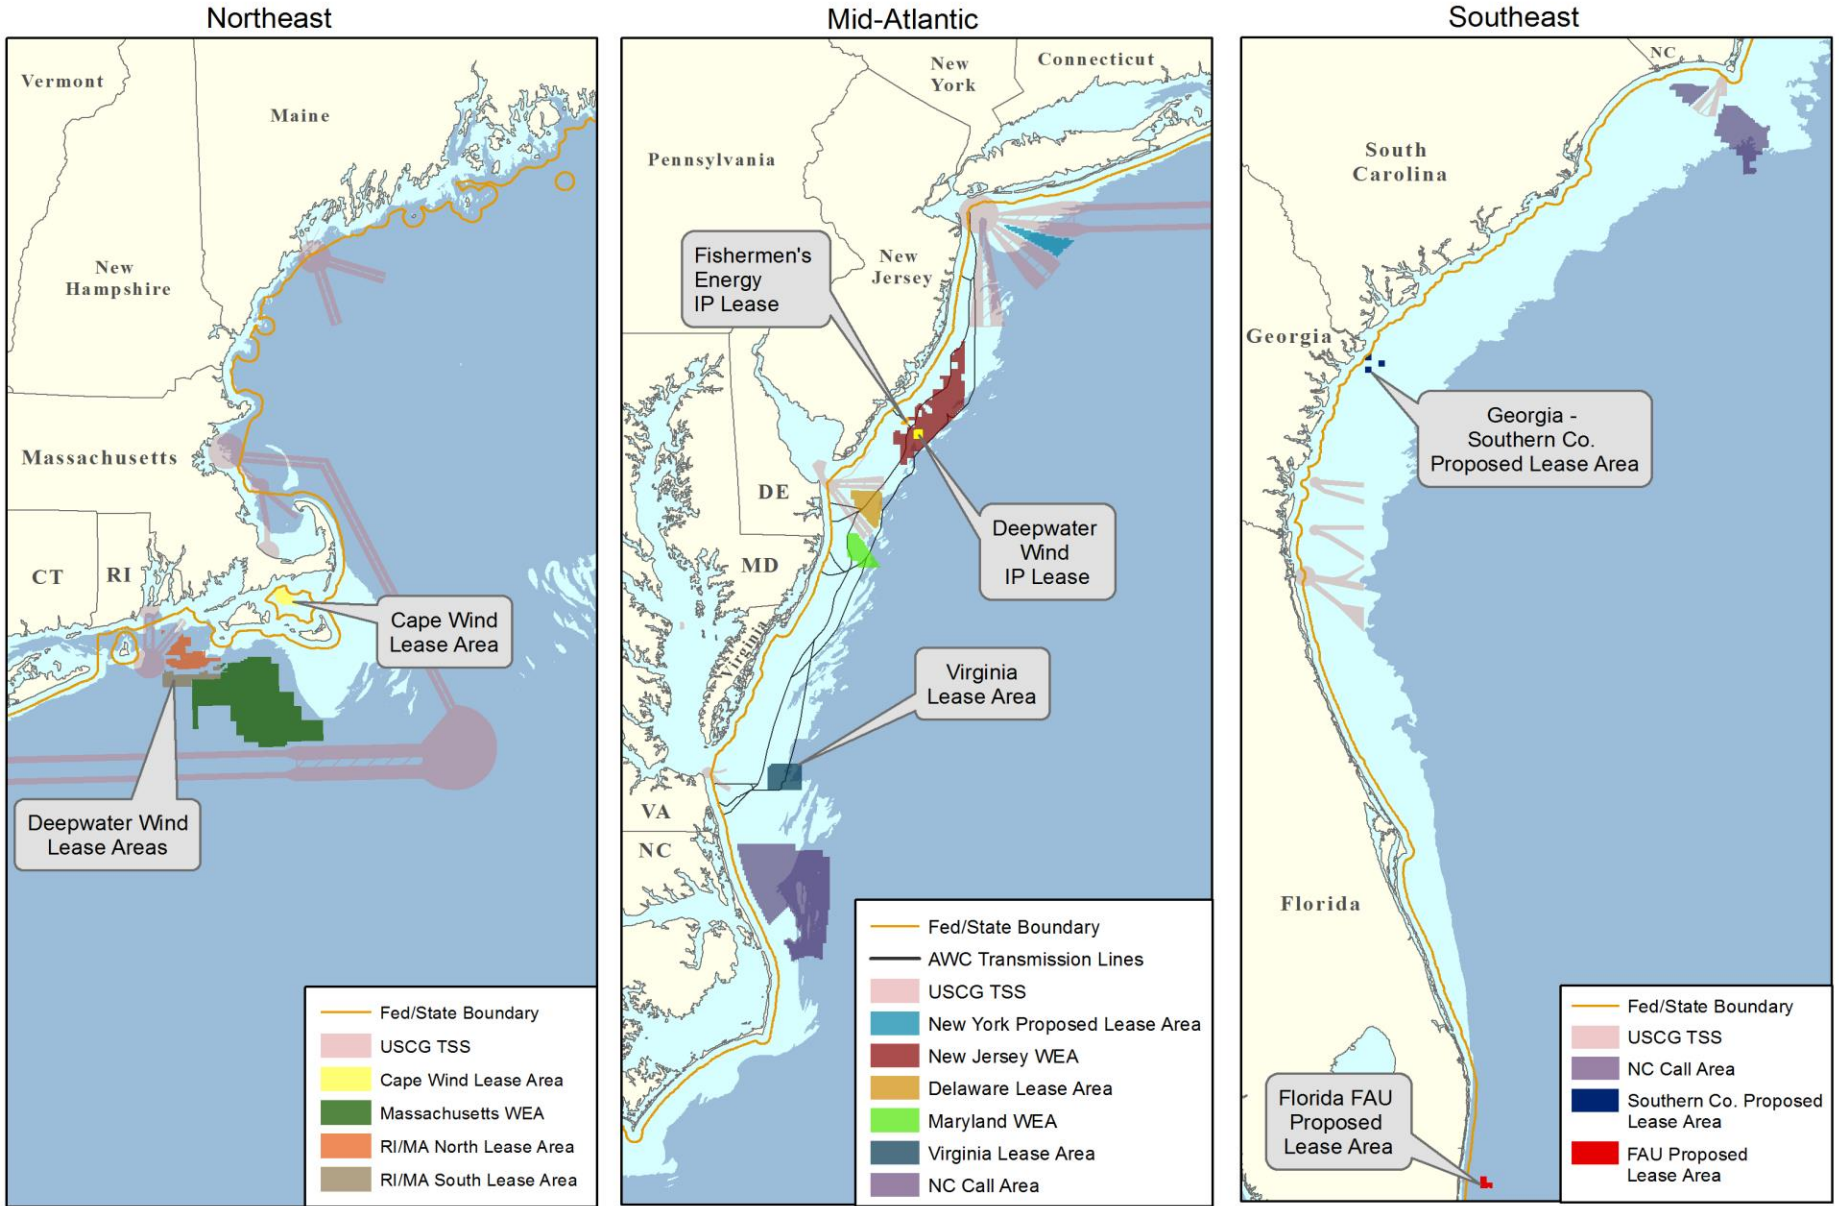 Northeast
Vermont
Maine
New
Hampshire
Massachusetts
CT
RI
Cape Wind
Lease Area
Deepwater Wind
Lease Areas
Fed/State Boundary
USCG TSS
Cape Wind Lease Area
Massachusetts WEA
RI/MA North Lease Area
RI/MA South Lease Area
Mid-Atlantic
New
York
Connecticut
Pennsylvania
New
Jersey
Fishermen's
Energy
IP Lease
DE
MD
Virginia
Deepwater
Wind
IP Lease
Virginia
Lease Area
VA
NC
Fed/State Boundary
AWC Transmission Lines
USCG TSS
New York Proposed Lease Area
New Jersey WEA
Delaware Lease Area
Maryland WEA
Virginia Lease Area
NC Call Area
Southeast
NC
South
Carolina
Georgia
Georgia -
Southern Co.
Proposed Lease Area
Florida
Florida FAU
Proposed
Lease Area
Fed/State Boundary
USCG TSS
NC Call Area
Southern Co. Proposed
Lease Area
FAU Proposed
Lease Area